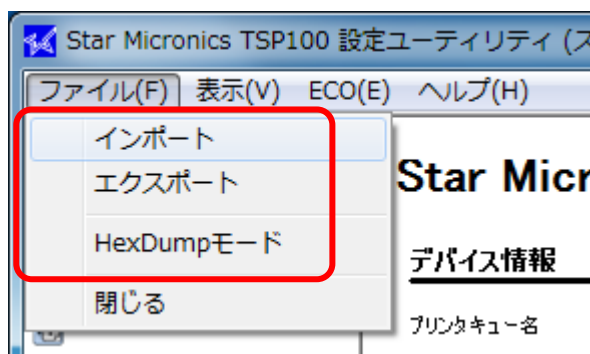 Star Micronics TSP100 設定ユーティリティ (ス
ファイル(F) 表示(V) ECO(E) ヘルプ(H)
インポート
エクスポート
HexDumpモード
閉じる
Star Micr
デバイス情報
プリンタキュー名